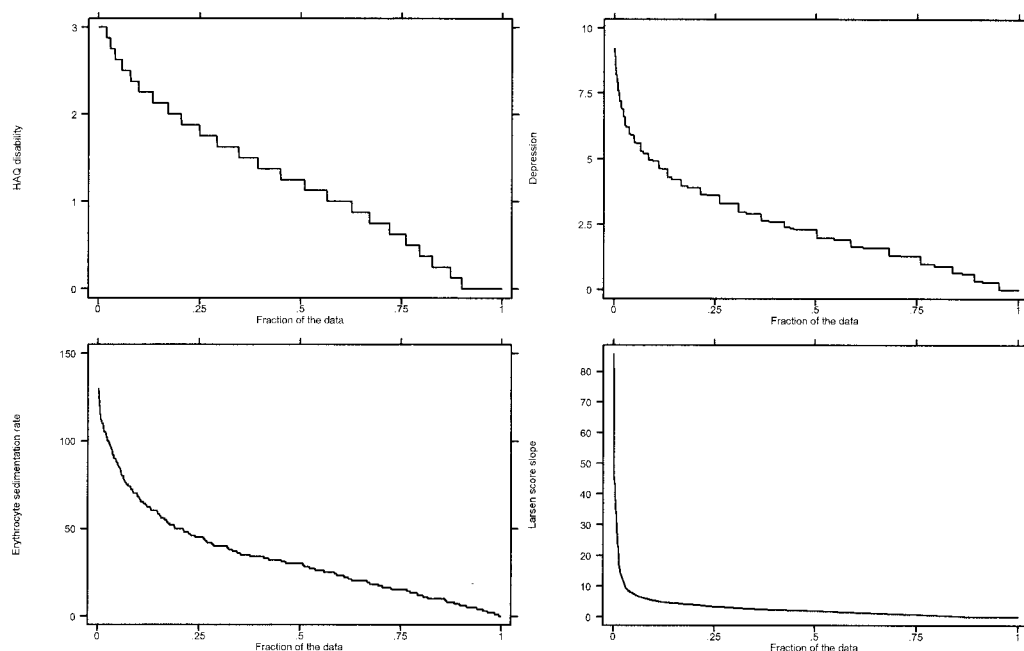 HAQ disability
3
2
1
0
0 .25 .5 .75 1
Fraction of the data
Depression
10
7.5
5
2.5
0
0 .25 .5 .75 1
Fraction of the data
Erythrocyte sedimentation rate
150
100
50
0
0 .25 .5 .75 1
Fraction of the data
Larsen score slope
80
70
60
50
40
30
20
10
0
0 .25 .5 .75 1
Fraction of the data